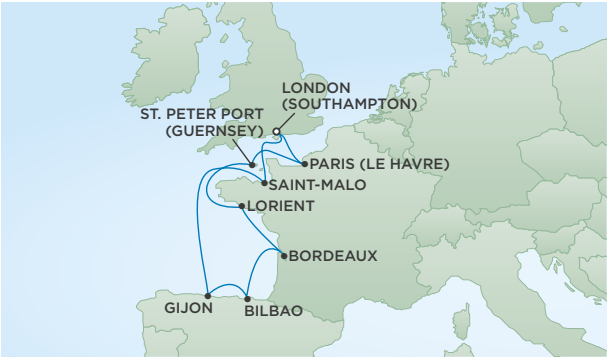 LONDON
(SOUTHAMPTON)
ST. PETER PORT
(GUERNSEY)
PARIS (LE HAVRE)
SAINT-MALO
LORIENT
BORDEAUX
GIJON
BILBAO